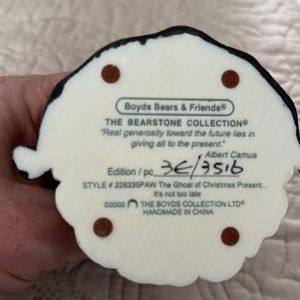 Boyds Bears & Friends®
THE BEARSTONE COLLECTION®
"Real generosity toward the future lies in
giving all to the present."
Albert Camus
Edition / pc 3E/3516
STYLE # 228335PAW The Ghost of Christmas Present...
It's not too late
©2000 THE BOYDS COLLECTION LTD®
HANDMADE IN CHINA